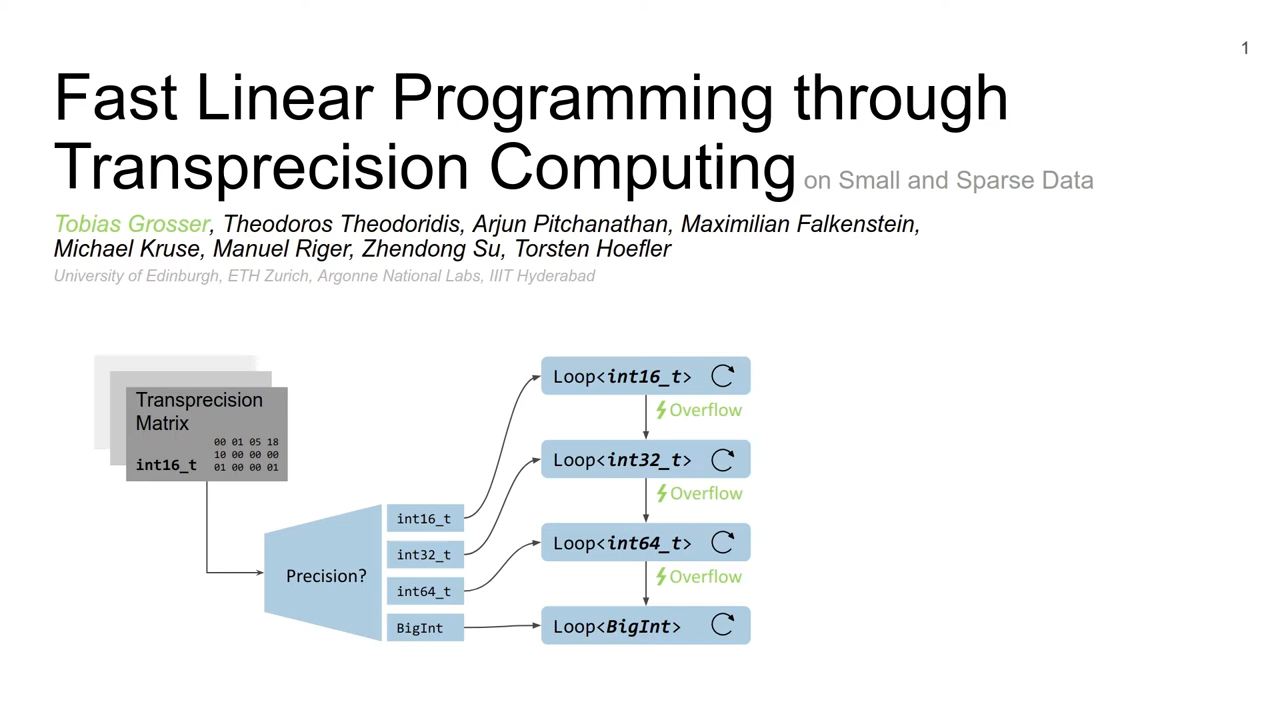 1
Fast Linear Programming through
Transprecision Computing on Small and Sparse Data
Tobias Grosser, Theodoros Theodoridis, Arjun Pitchanathan, Maximilian Falkenstein,
Michael Kruse, Manuel Riger, Zhendong Su, Torsten Hoefler
University of Edinburgh, ETH Zurich, Argonne National Labs, IIIT Hyderabad
Transprecision
Matrix
00 01 05 18
10 00 00 00
int16_t 01 00 00 01
Precision?
int16_t
int32_t
int64_t
BigInt
Loop<int16_t>
Overflow
Loop<int32_t>
Overflow
Loop<int64_t>
Overflow
Loop<BigInt>